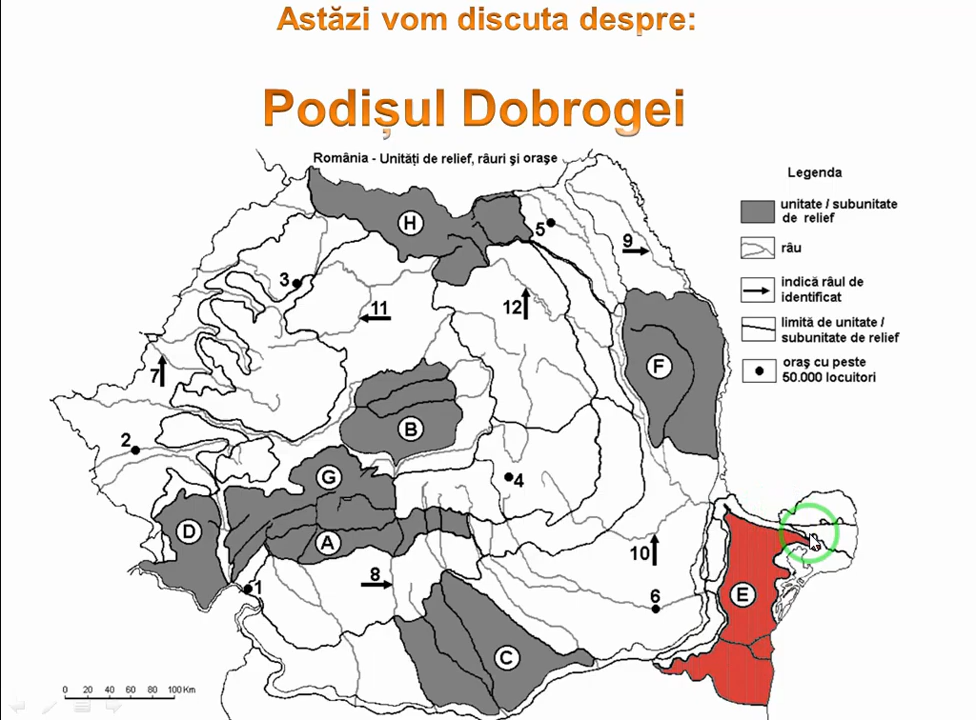 Astăzi vom discuta despre:
Podișul Dobrogei
România - Unități de relief, râuri și orașe
Legenda
unitate / subunitate
de relief
râu
indică râul de
identificat
limită de unitate /
subunitate de relief
oraș cu peste
50.000 locuitori
H
5
9
3
11
12
F
7
B
2
G
4
D
A
10
8
1
E
6
C
0 20 40 60 80 100 Km